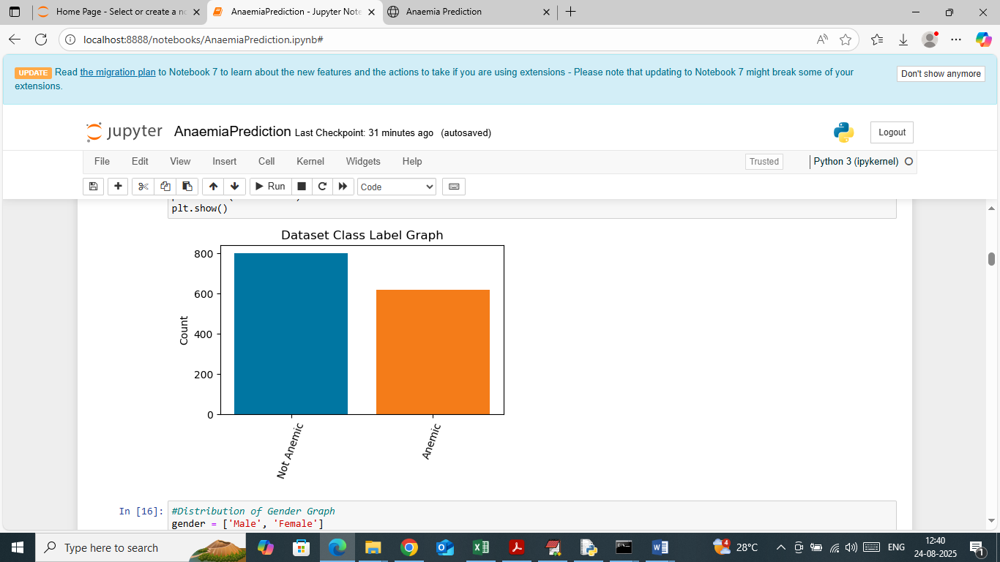 Home Page - Select or create a n
AnaemiaPrediction - Jupyter Note
Anaemia Prediction
localhost:8888/notebooks/AnaemiaPrediction.ipynb#
UPDATE Read the migration plan to Notebook 7 to learn about the new features and the actions to take if you are using extensions - Please note that updating to Notebook 7 might break some of your
extensions.
Don't show anymore
jupyter AnaemiaPrediction Last Checkpoint: 31 minutes ago (autosaved)
Logout
File Edit View Insert Cell Kernel Widgets Help
Trusted
Python 3 (ipykernel)
Run
Code
plt.show()
Dataset Class Label Graph
800
600
400
200
0
Count
Not Anemic
Anemic
In [16]: #Distribution of Gender Graph
gender = ['Male', 'Female']
Type here to search
28°C
ENG
12:40
24-08-2025
1